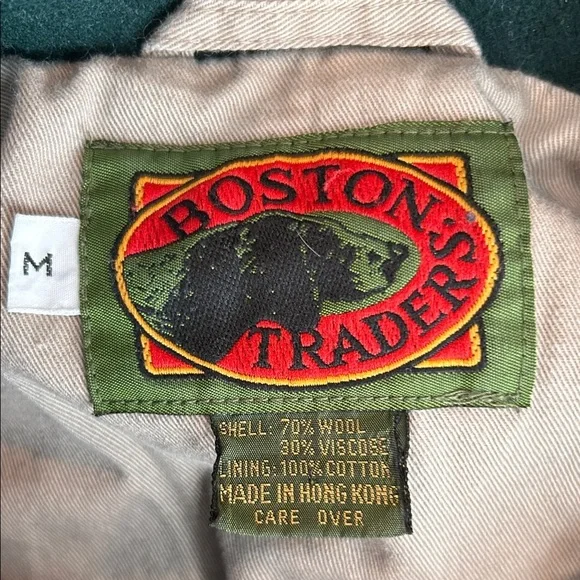 M
BOSTON
TRADERS
SHELL: 70% WOOL
30% VISCOSE
LINING: 100% COTTON
MADE IN HONG KONG
CARE OVER